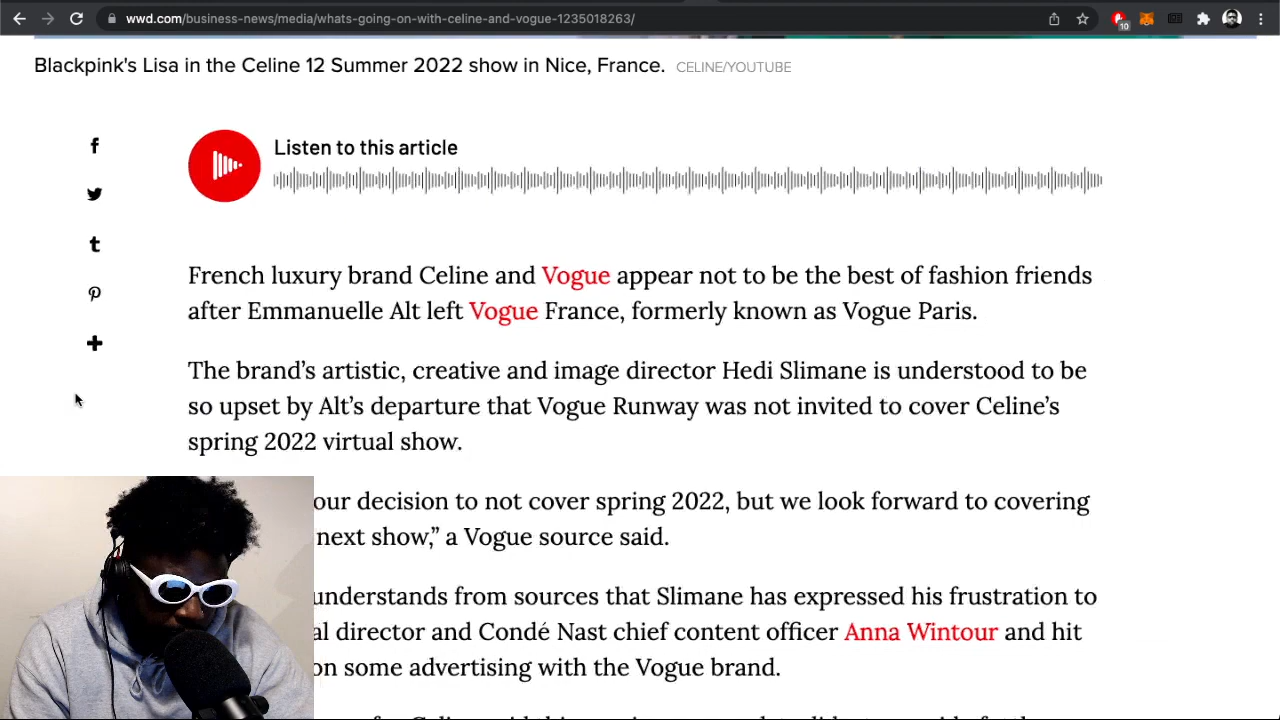 wwd.com/business-news/media/whats-going-on-with-celine-and-vogue-1235018263/
10
Blackpink's Lisa in the Celine 12 Summer 2022 show in Nice, France. CELINE/YOUTUBE
Listen to this article
French luxury brand Celine and Vogue appear not to be the best of fashion friends
after Emmanuelle Alt left Vogue France, formerly known as Vogue Paris.
The brand’s artistic, creative and image director Hedi Slimane is understood to be
so upset by Alt’s departure that Vogue Runway was not invited to cover Celine’s
spring 2022 virtual show.
our decision to not cover spring 2022, but we look forward to covering
next show,” a Vogue source said.
understands from sources that Slimane has expressed his frustration to
director and Condé Nast chief content officer Anna Wintour and hit
on some advertising with the Vogue brand.